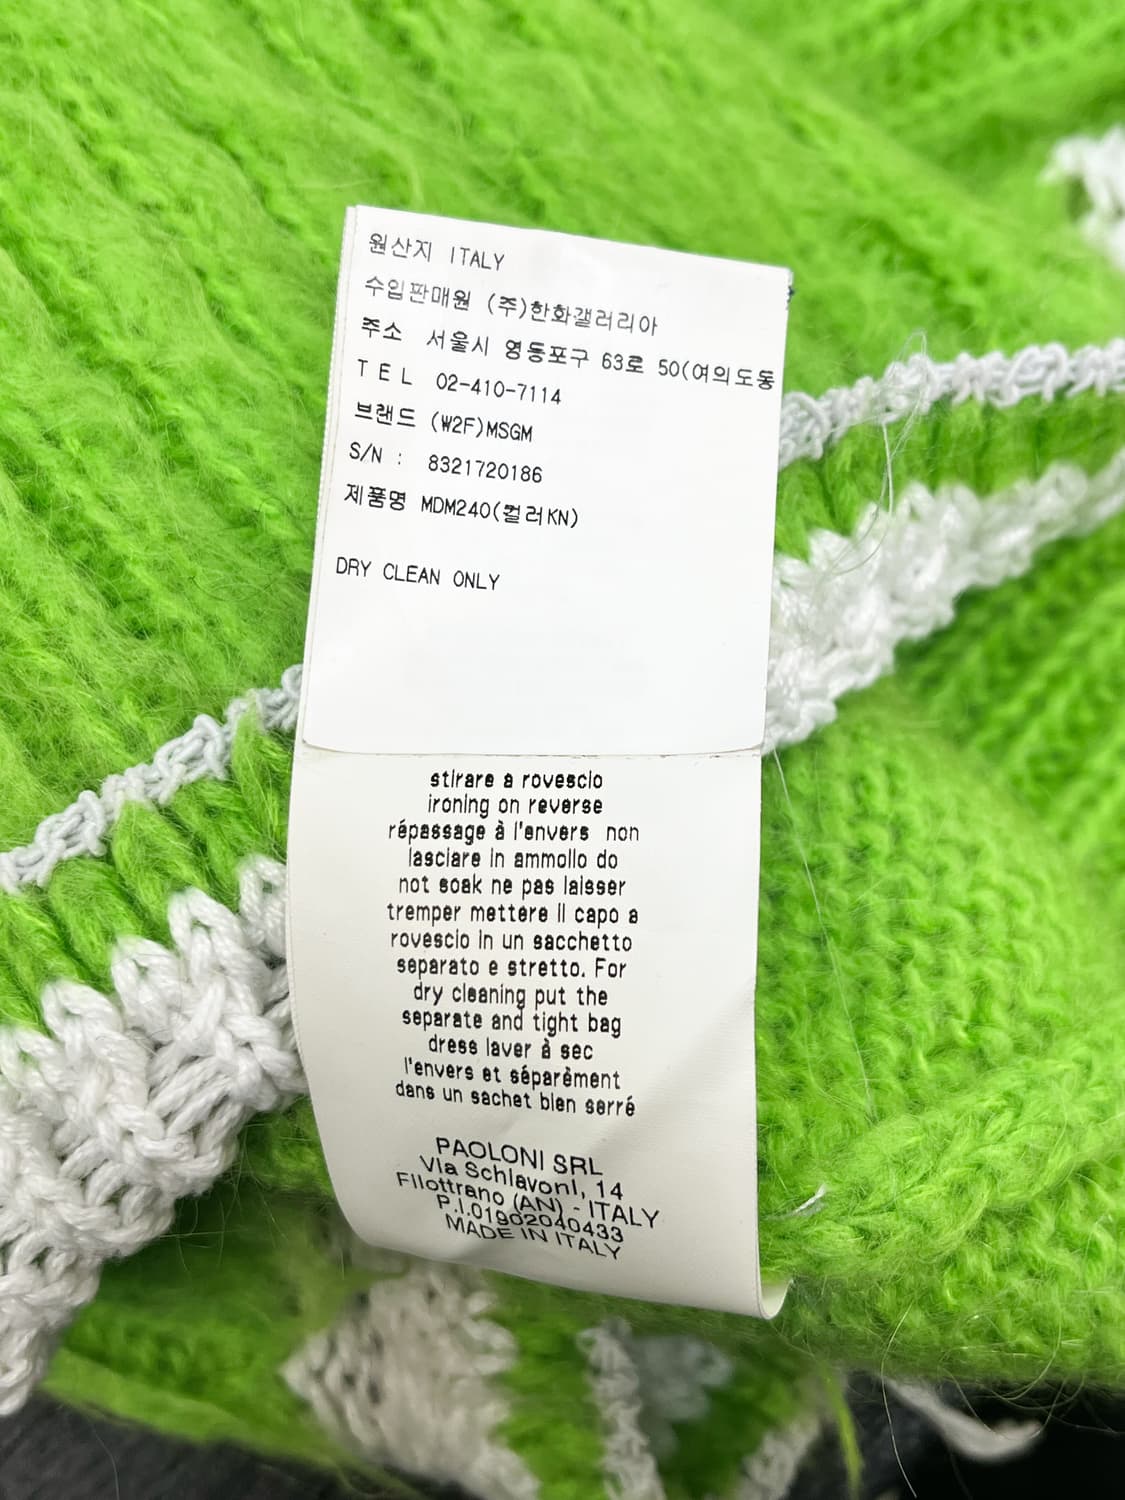 원산지 ITALY
수입판매원 (주)한화갤러리아
주소 서울시 영등포구 63로 50(여의도동
TEL 02-410-7114
브랜드 (W2F)MSGM
S/N : 8321720186
제품명 MDM240(컬러KN)
DRY CLEAN ONLY
stirare a rovescio
ironing on reverse
répassage à l'envers non
lasciare in ammollo do
not soak ne pas laisser
tremper mettere il capo a
rovescio in un sacchetto
separato e stretto. For
dry cleaning put the
separate and tight bag
dress laver à sec
l'envers et séparèment
dans un sachet bien serré
PAOLONI SRL
Via Schiavoni, 14
Filottrano (AN) - ITALY
P.I.01902040433
MADE IN ITALY